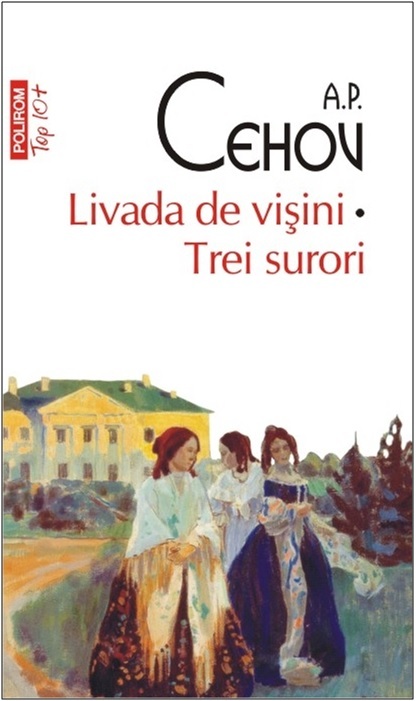 POLIROM
Top 10+
A.P.
CEHOV
Livada de vişini •
Trei surori